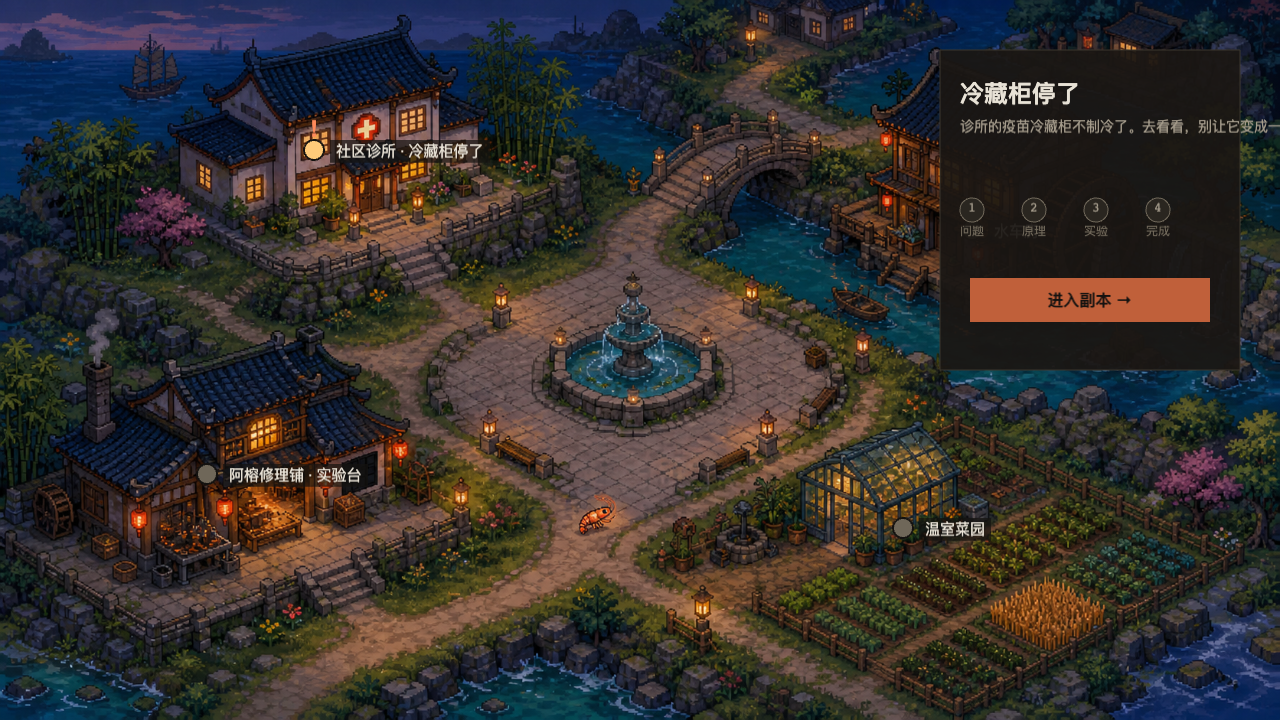 冷藏柜停了
诊所的疫苗冷藏柜不制冷了。去看看，别让它变成一
社区诊所 · 冷藏柜停了
1 2 3 4
问题 水车 原理 实验 完成
进入副本 →
阿榕修理铺 · 实验台
温室菜园